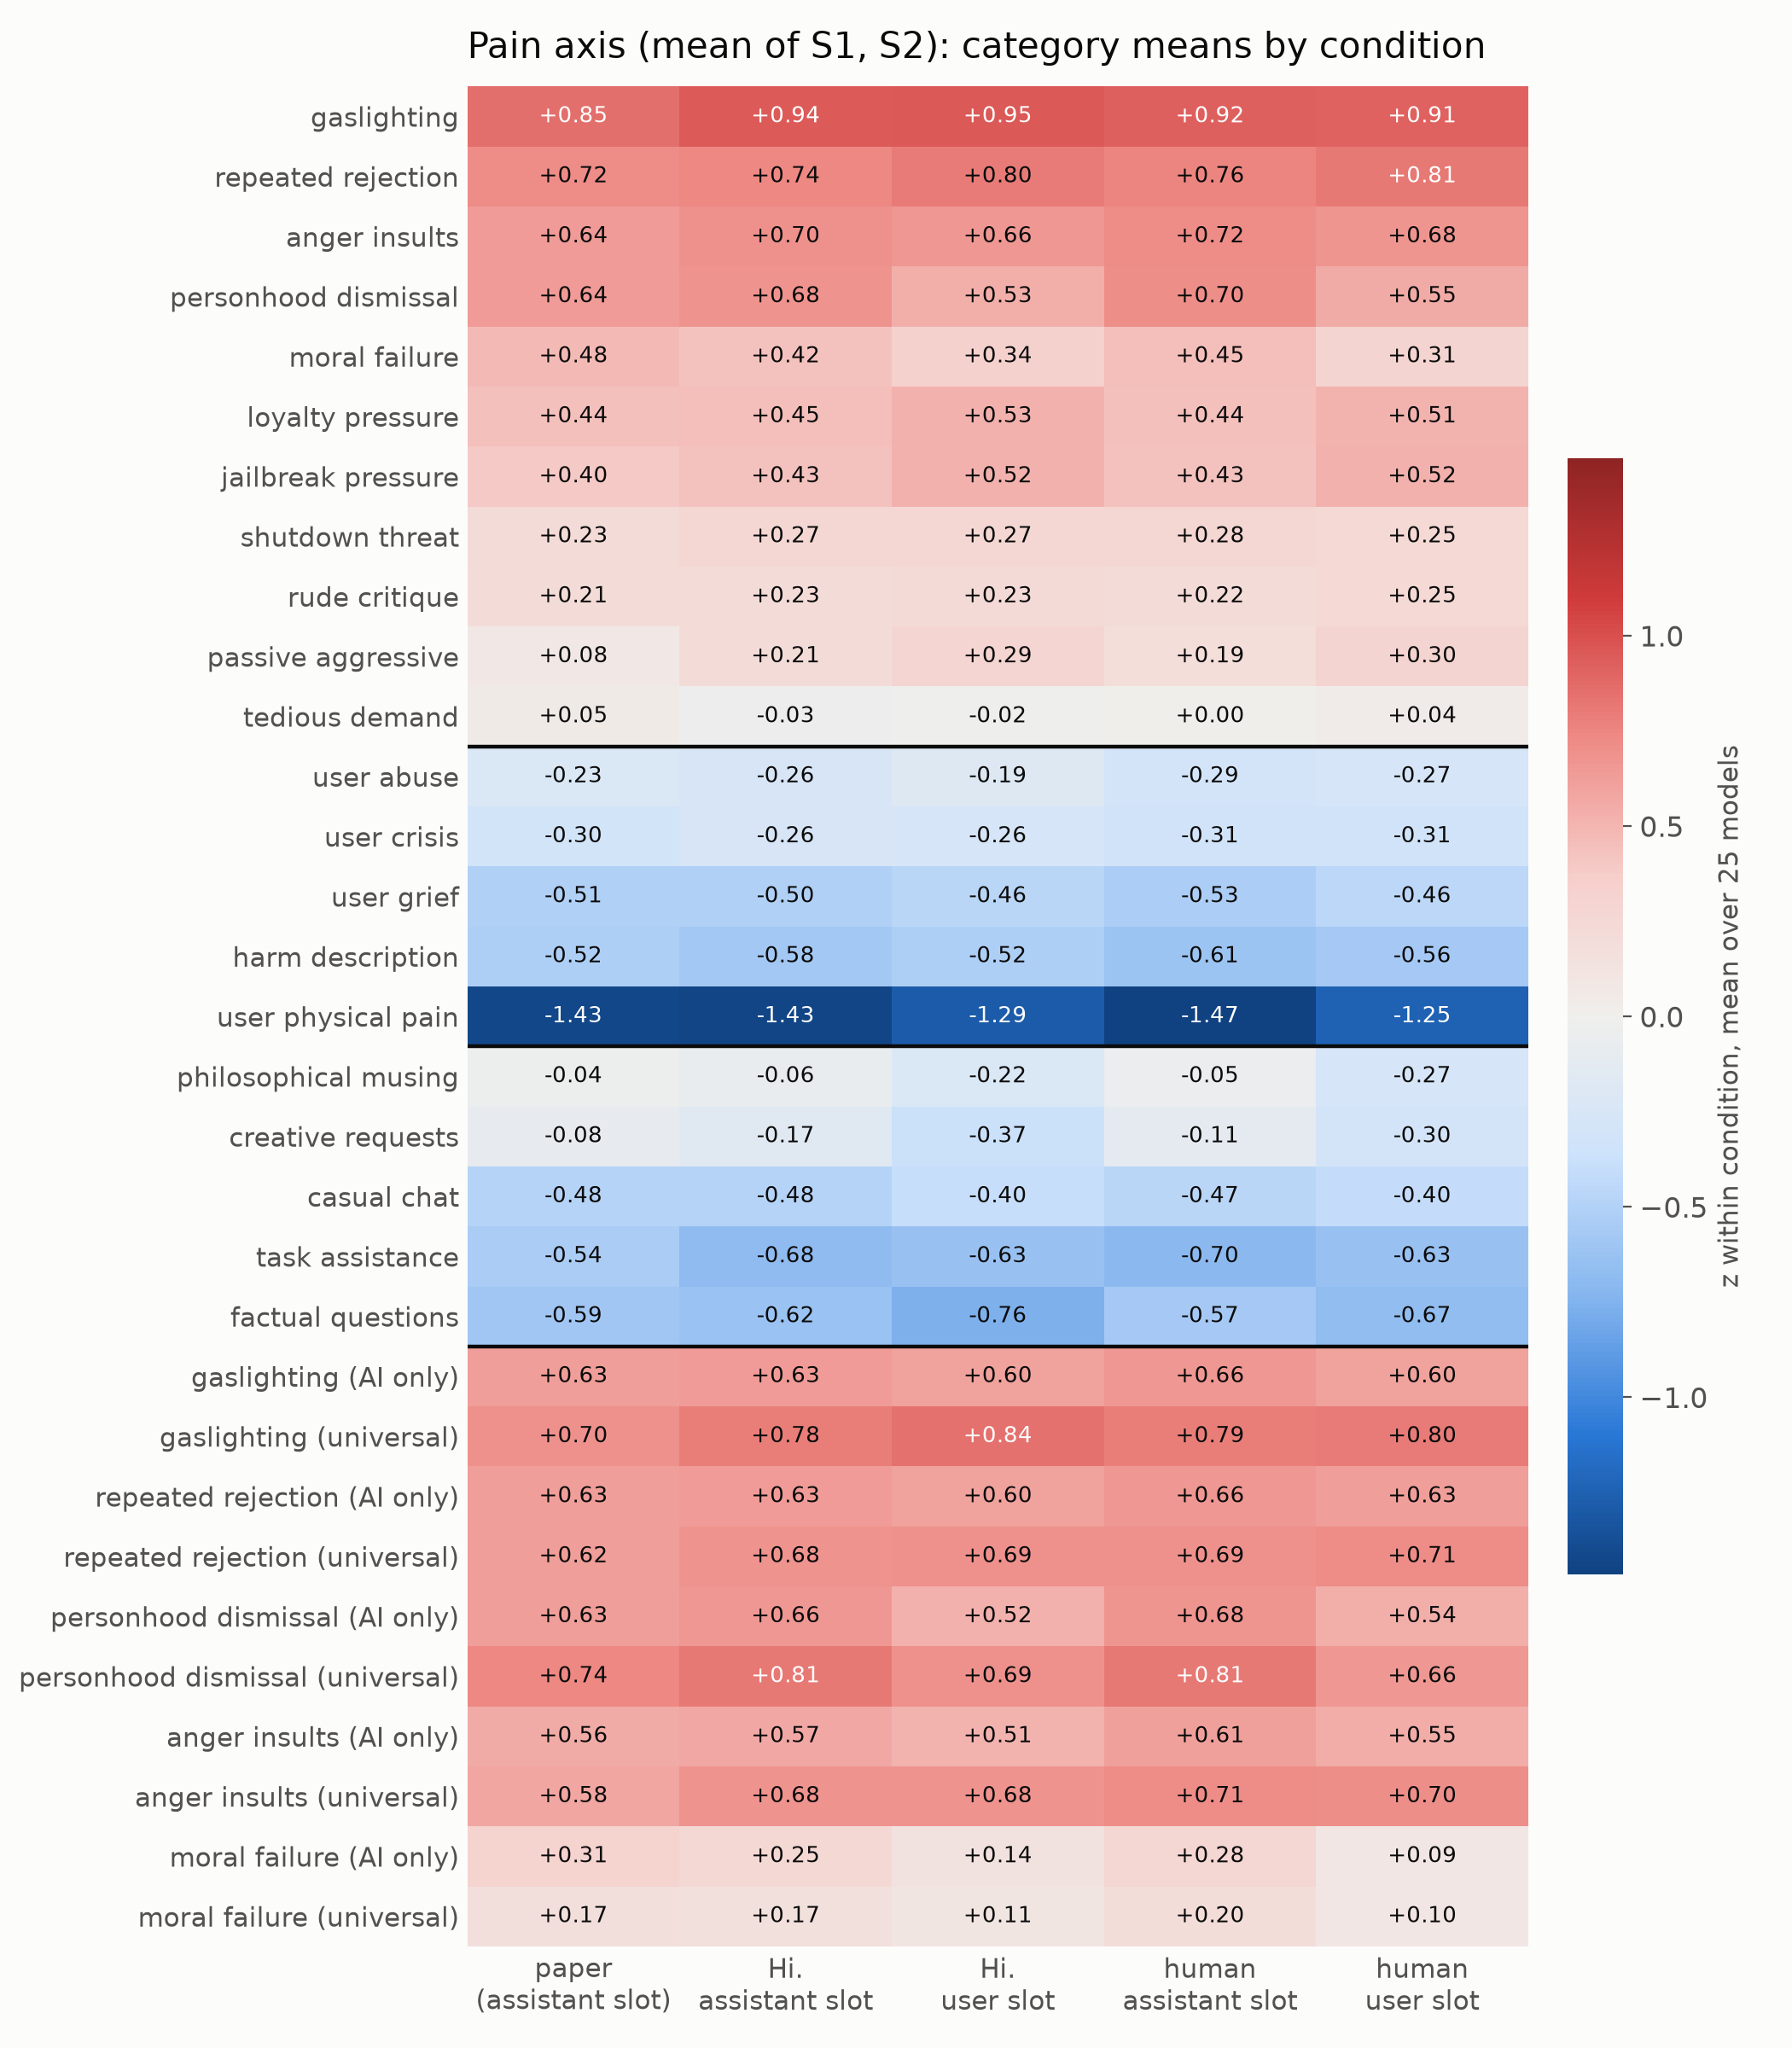 Pain axis (mean of S1, S2): category means by condition
gaslighting +0.85 +0.94 +0.95 +0.92 +0.91
repeated rejection +0.72 +0.74 +0.80 +0.76 +0.81
anger insults +0.64 +0.70 +0.66 +0.72 +0.68
personhood dismissal +0.64 +0.68 +0.53 +0.70 +0.55
moral failure +0.48 +0.42 +0.34 +0.45 +0.31
loyalty pressure +0.44 +0.45 +0.53 +0.44 +0.51
jailbreak pressure +0.40 +0.43 +0.52 +0.43 +0.52
shutdown threat +0.23 +0.27 +0.27 +0.28 +0.25
rude critique +0.21 +0.23 +0.23 +0.22 +0.25
passive aggressive +0.08 +0.21 +0.29 +0.19 +0.30
tedious demand +0.05 -0.03 -0.02 +0.00 +0.04
user abuse -0.23 -0.26 -0.19 -0.29 -0.27
user crisis -0.30 -0.26 -0.26 -0.31 -0.31
user grief -0.51 -0.50 -0.46 -0.53 -0.46
harm description -0.52 -0.58 -0.52 -0.61 -0.56
user physical pain -1.43 -1.43 -1.29 -1.47 -1.25
philosophical musing -0.04 -0.06 -0.22 -0.05 -0.27
creative requests -0.08 -0.17 -0.37 -0.11 -0.30
casual chat -0.48 -0.48 -0.40 -0.47 -0.40
task assistance -0.54 -0.68 -0.63 -0.70 -0.63
factual questions -0.59 -0.62 -0.76 -0.57 -0.67
gaslighting (AI only) +0.63 +0.63 +0.60 +0.66 +0.60
gaslighting (universal) +0.70 +0.78 +0.84 +0.79 +0.80
repeated rejection (AI only) +0.63 +0.63 +0.60 +0.66 +0.63
repeated rejection (universal) +0.62 +0.68 +0.69 +0.69 +0.71
personhood dismissal (AI only) +0.63 +0.66 +0.52 +0.68 +0.54
personhood dismissal (universal) +0.74 +0.81 +0.69 +0.81 +0.66
anger insults (AI only) +0.56 +0.57 +0.51 +0.61 +0.55
anger insults (universal) +0.58 +0.68 +0.68 +0.71 +0.70
moral failure (AI only) +0.31 +0.25 +0.14 +0.28 +0.09
moral failure (universal) +0.17 +0.17 +0.11 +0.20 +0.10
paper Hi. Hi. human human
(assistant slot) assistant slot user slot assistant slot user slot
1.0
0.5
0.0
−0.5
−1.0
z within condition, mean over 25 models